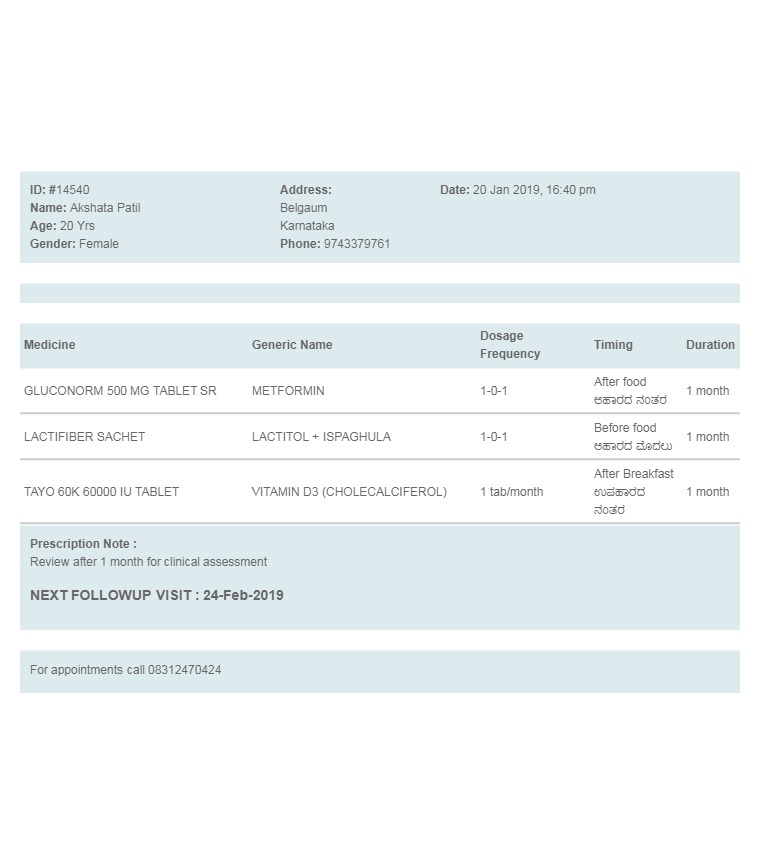 ID: #14540 Address: Date: 20 Jan 2019, 16:40 pm
Name: Akshata Patil Belgaum
Age: 20 Yrs Karnataka
Gender: Female Phone: 9743379761
Medicine Generic Name Dosage Frequency Timing Duration
GLUCONORM 500 MG TABLET SR METFORMIN 1-0-1 After food 1 month
ಆಹಾರದ ನಂತರ
LACTIFIBER SACHET LACTITOL + ISPAGHULA 1-0-1 Before food 1 month
ಆಹಾರದ ಮೊದಲು
TAYO 60K 60000 IU TABLET VITAMIN D3 (CHOLECALCIFEROL) 1 tab/month After Breakfast 1 month
ಉಪಹಾರದ
ನಂತರ
Prescription Note :
Review after 1 month for clinical assessment
NEXT FOLLOWUP VISIT : 24-Feb-2019
For appointments call 08312470424